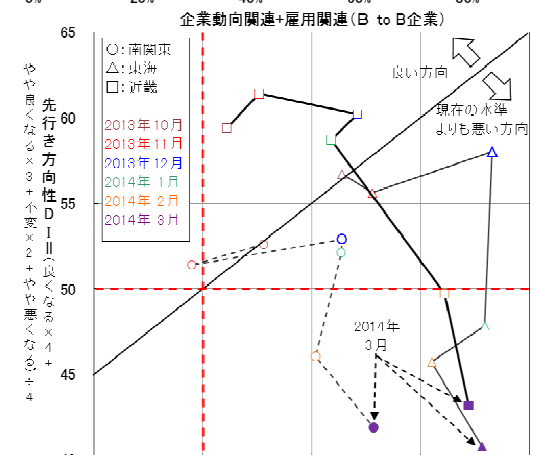 企業動向関連+雇用関連(B to B企業)
65
60
55
50
45
先行き方向性DI=(良くなる×4+
やや良くなる×3+不変×2+やや悪くなる)÷4
○:南関東
△:東海
□:近畿
2013年10月
2013年11月
2013年12月
2014年 1月
2014年 2月
2014年 3月
良い方向
現在の水準
よりも悪い方向
2014年
3月